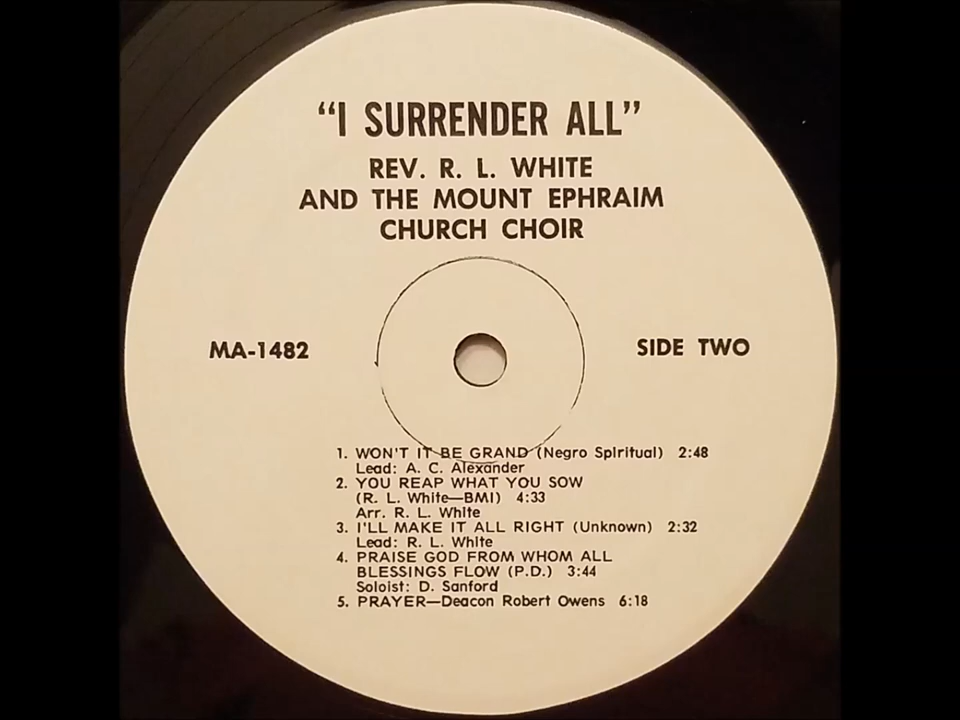 “I SURRENDER ALL”
REV. R. L. WHITE
AND THE MOUNT EPHRAIM
CHURCH CHOIR
MA-1482
SIDE TWO
1. WON'T IT BE GRAND (Negro Spiritual) 2:48
Lead: A. C. Alexander
2. YOU REAP WHAT YOU SOW
(R. L. White—BMI) 4:33
Arr. R. L. White
3. I'LL MAKE IT ALL RIGHT (Unknown) 2:32
Lead: R. L. White
4. PRAISE GOD FROM WHOM ALL
BLESSINGS FLOW (P.D.) 3:44
Soloist: D. Sanford
5. PRAYER—Deacon Robert Owens 6:18